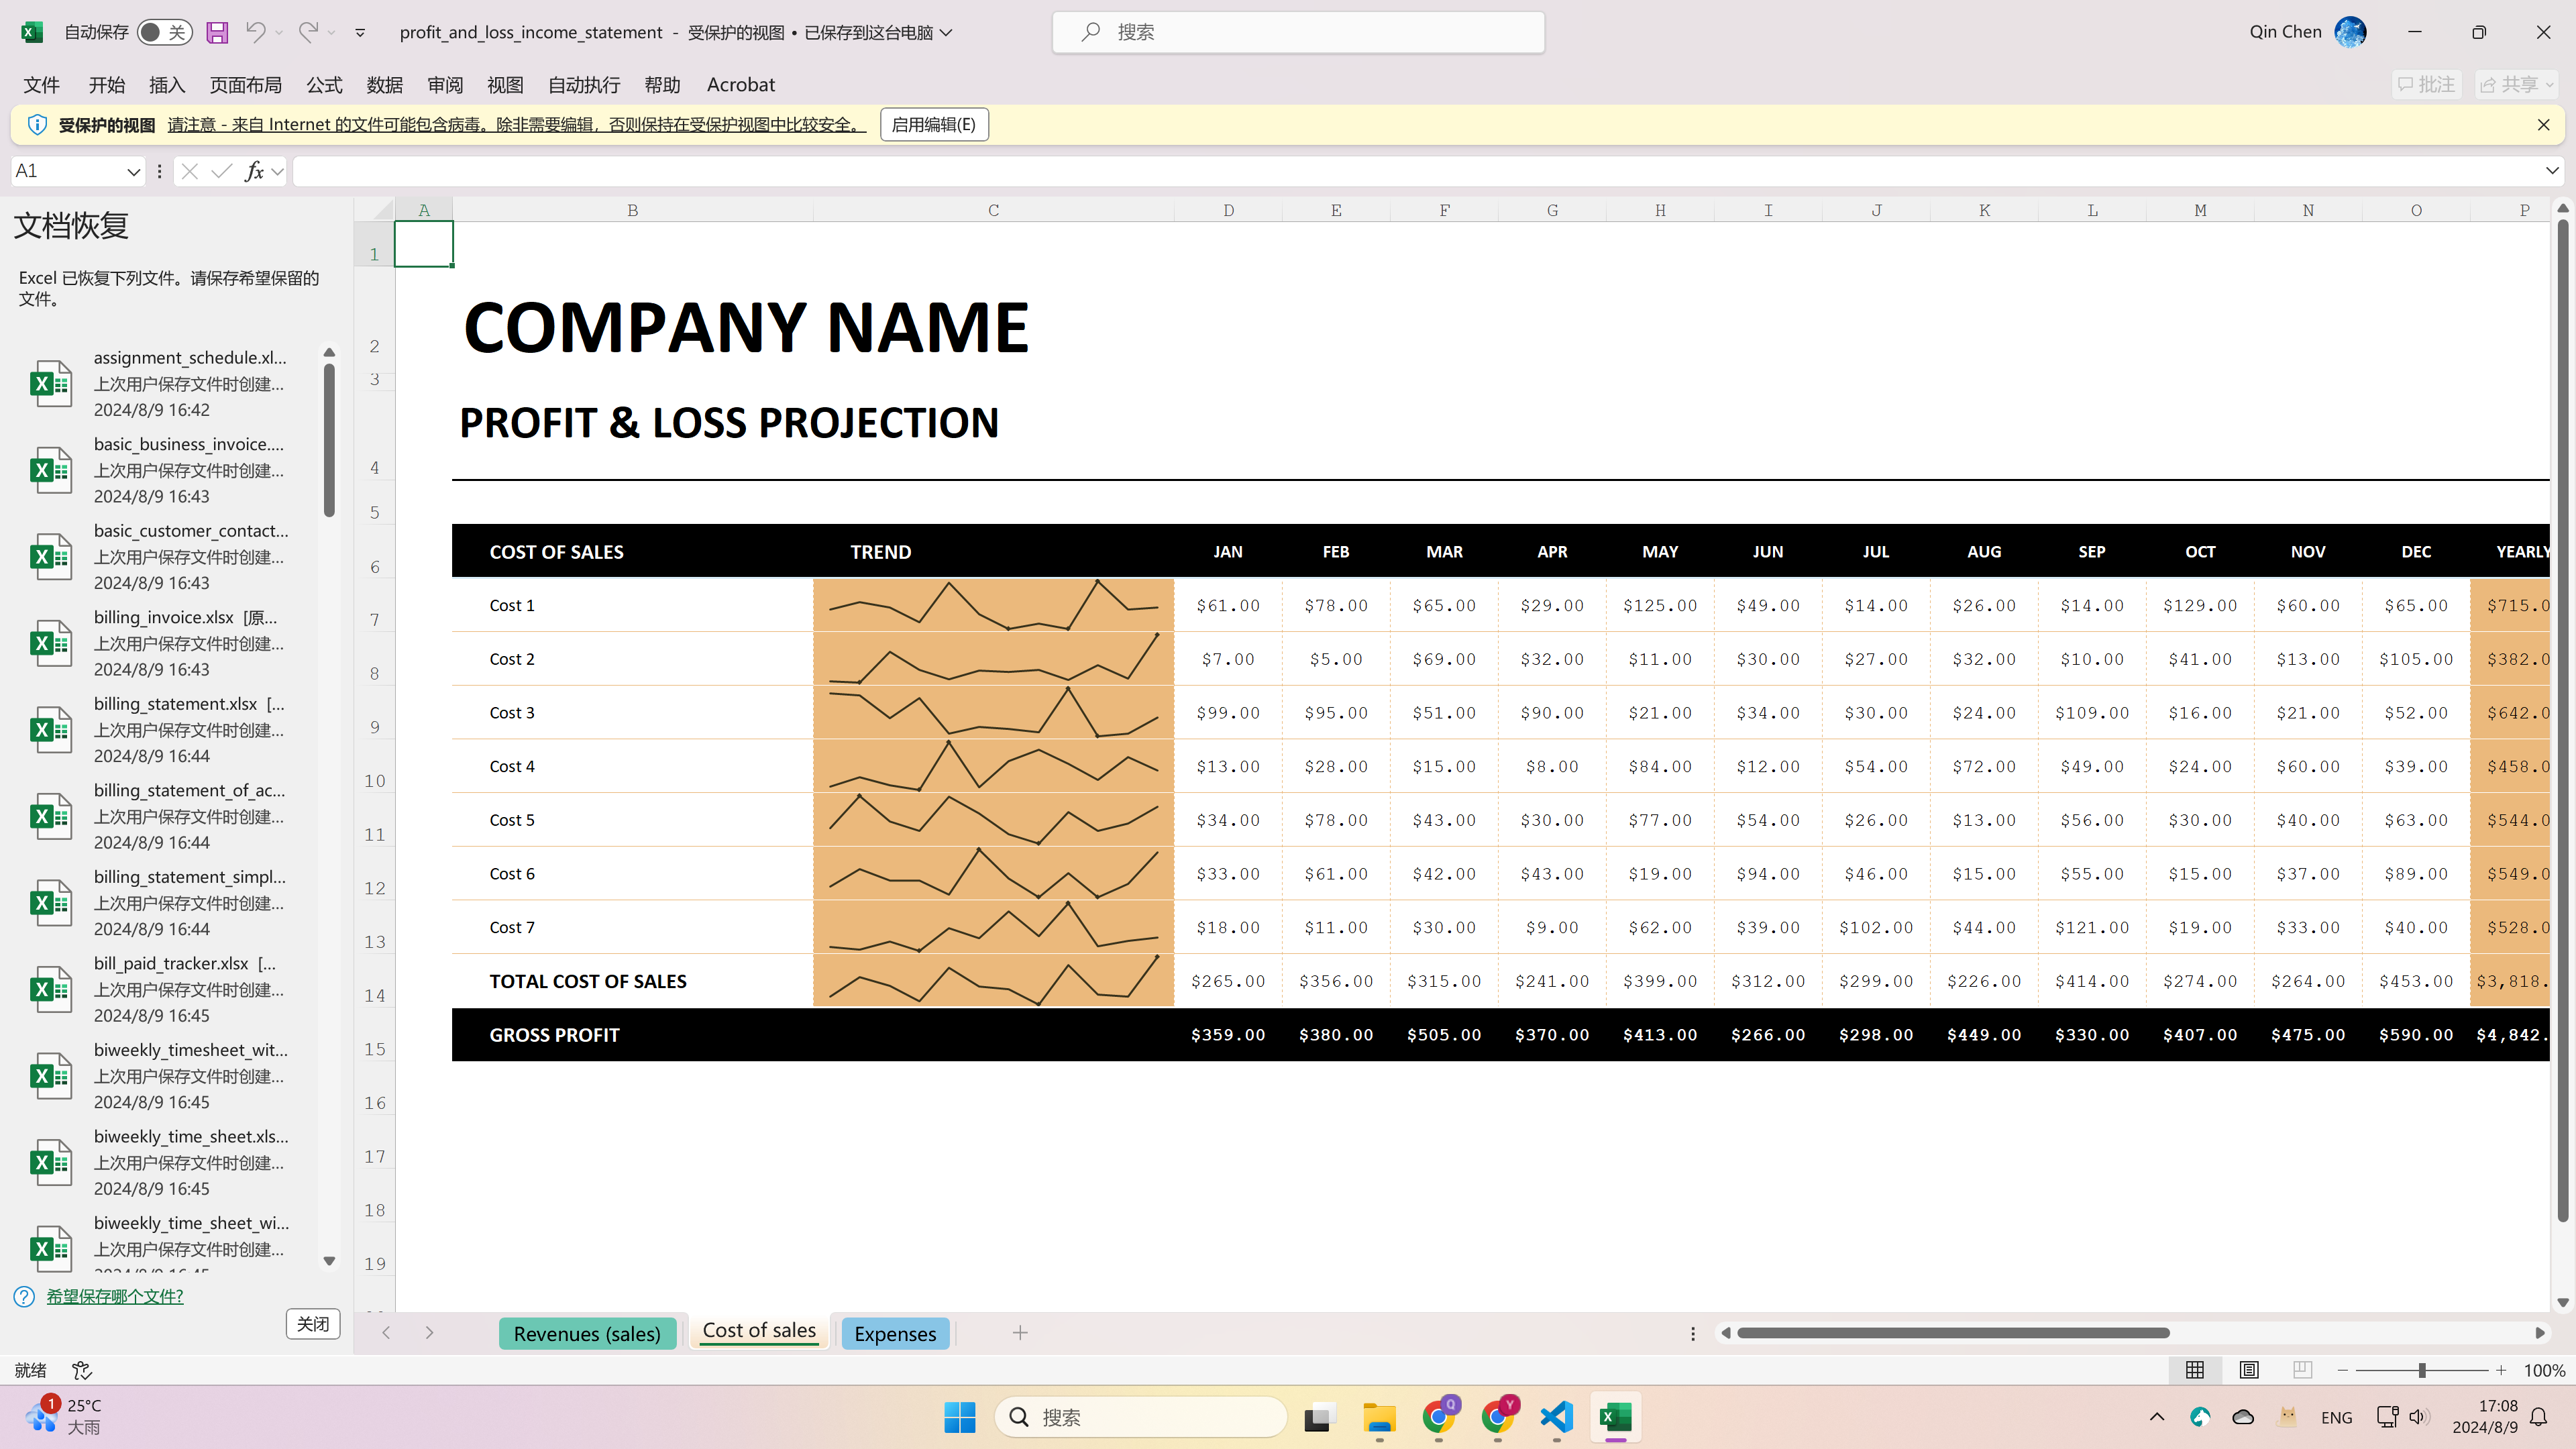 自动保存 关 profit_and_loss_income_statement - 受保护的视图 • 已保存到这台电脑 搜索 Qin Chen
文件 开始 插入 页面布局 公式 数据 审阅 视图 自动执行 帮助 Acrobat 批注 共享
受保护的视图 请注意 - 来自 Internet 的文件可能包含病毒。除非需要编辑，否则保持在受保护视图中比较安全。 启用编辑(E)
A1 fx
文档恢复
Excel 已恢复下列文件。请保存希望保留的
文件。
assignment_schedule.xl...
上次用户保存文件时创建...
2024/8/9 16:42
basic_business_invoice....
上次用户保存文件时创建...
2024/8/9 16:43
basic_customer_contact...
上次用户保存文件时创建...
2024/8/9 16:43
billing_invoice.xlsx [原...
上次用户保存文件时创建...
2024/8/9 16:43
billing_statement.xlsx [...
上次用户保存文件时创建...
2024/8/9 16:44
billing_statement_of_ac...
上次用户保存文件时创建...
2024/8/9 16:44
billing_statement_simpl...
上次用户保存文件时创建...
2024/8/9 16:44
bill_paid_tracker.xlsx [...
上次用户保存文件时创建...
2024/8/9 16:45
biweekly_timesheet_wit...
上次用户保存文件时创建...
2024/8/9 16:45
biweekly_time_sheet.xls...
上次用户保存文件时创建...
2024/8/9 16:45
biweekly_time_sheet_wi...
上次用户保存文件时创建...
希望保存哪个文件?
关闭
A B C D E F G H I J K L M N O P
1
2 COMPANY NAME
3
4 PROFIT & LOSS PROJECTION
5
6 COST OF SALES TREND JAN FEB MAR APR MAY JUN JUL AUG SEP OCT NOV DEC YEARLY
7 Cost 1 $61.00 $78.00 $65.00 $29.00 $125.00 $49.00 $14.00 $26.00 $14.00 $129.00 $60.00 $65.00 $715.0
8 Cost 2 $7.00 $5.00 $69.00 $32.00 $11.00 $30.00 $27.00 $32.00 $10.00 $41.00 $13.00 $105.00 $382.0
9 Cost 3 $99.00 $95.00 $51.00 $90.00 $21.00 $34.00 $30.00 $24.00 $109.00 $16.00 $21.00 $52.00 $642.0
10 Cost 4 $13.00 $28.00 $15.00 $8.00 $84.00 $12.00 $54.00 $72.00 $49.00 $24.00 $60.00 $39.00 $458.0
11 Cost 5 $34.00 $78.00 $43.00 $30.00 $77.00 $54.00 $26.00 $13.00 $56.00 $30.00 $40.00 $63.00 $544.0
12 Cost 6 $33.00 $61.00 $42.00 $43.00 $19.00 $94.00 $46.00 $15.00 $55.00 $15.00 $37.00 $89.00 $549.0
13 Cost 7 $18.00 $11.00 $30.00 $9.00 $62.00 $39.00 $102.00 $44.00 $121.00 $19.00 $33.00 $40.00 $528.0
14 TOTAL COST OF SALES $265.00 $356.00 $315.00 $241.00 $399.00 $312.00 $299.00 $226.00 $414.00 $274.00 $264.00 $453.00 $3,818.
15 GROSS PROFIT $359.00 $380.00 $505.00 $370.00 $413.00 $266.00 $298.00 $449.00 $330.00 $407.00 $475.00 $590.00 $4,842.
16
17
18
19
Revenues (sales) Cost of sales Expenses
就绪 100%
1 25°C
大雨
搜索
Q Y
ENG
17:08
2024/8/9